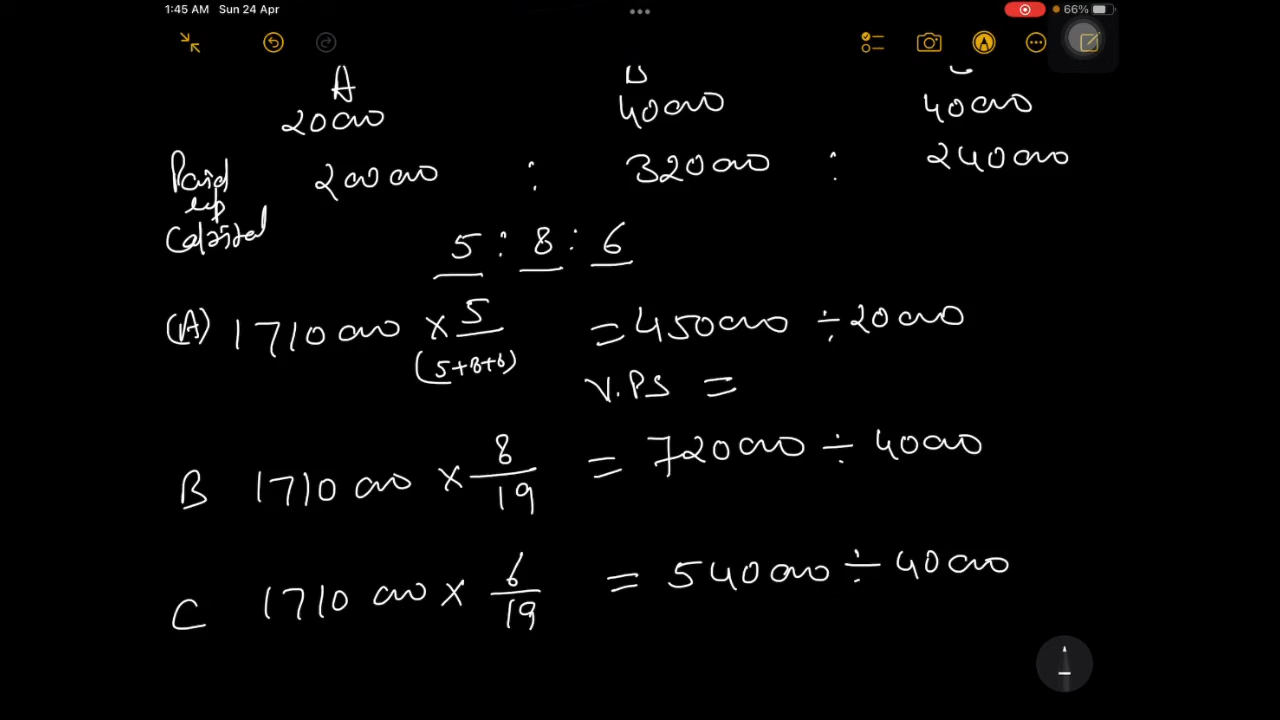 1:45 AM Sun 24 Apr 66%
A B C
20000 40000 40000
Paid up Capital 200000 : 320000 : 240000
5 : 8 : 6
(A) 1710000 × 5/(5+8+6) = 450000 ÷ 20000
V.PS =
B 1710000 × 8/19 = 720000 ÷ 40000
C 1710000 × 6/19 = 540000 ÷ 40000